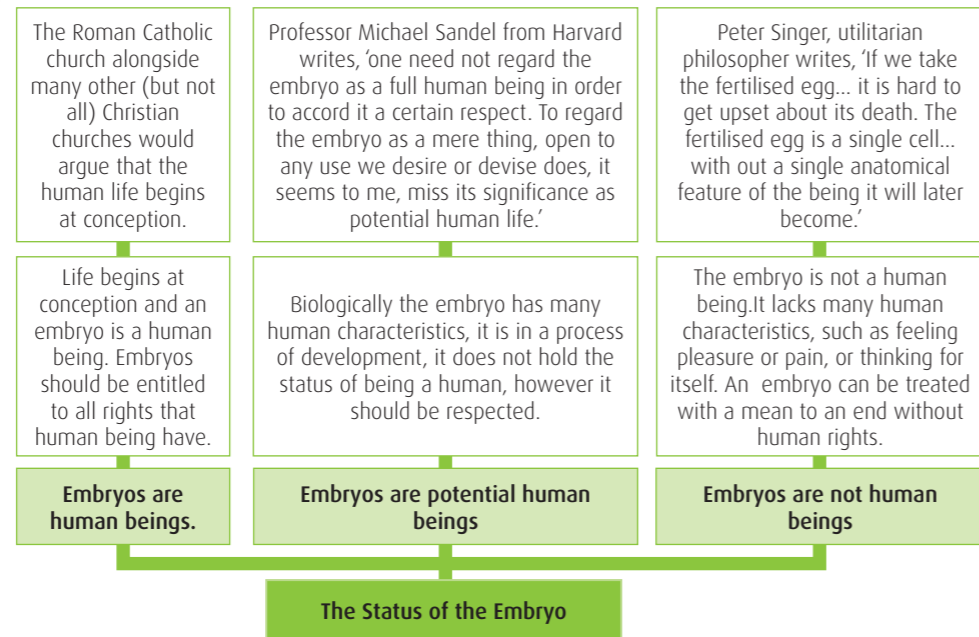 The Roman Catholic
church alongside
many other (but not
all) Christian
churches would
argue that the
human life begins
at conception.
Professor Michael Sandel from Harvard
writes, ‘one need not regard the
embryo as a full human being in order
to accord it a certain respect. To regard
the embryo as a mere thing, open to
any use we desire or devise does, it
seems to me, miss its significance as
potential human life.’
Peter Singer, utilitarian
philosopher writes, ‘If we take
the fertilised egg... it is hard to
get upset about its death. The
fertilised egg is a single cell...
with out a single anatomical
feature of the being it will later
become.’
Life begins at
conception and an
embryo is a human
being. Embryos
should be entitled
to all rights that
human being have.
Biologically the embryo has many
human characteristics, it is in a process
of development, it does not hold the
status of being a human, however it
should be respected.
The embryo is not a human
being.It lacks many human
characteristics, such as feeling
pleasure or pain, or thinking for
itself. An  embryo can be treated
with a mean to an end without
human rights.
Embryos are
human beings.
Embryos are potential human
beings
Embryos are not human
beings
The Status of the Embryo